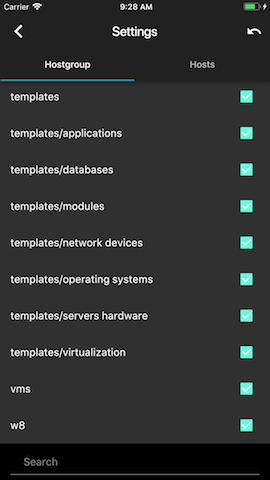 Carrier 9:28 AM
Settings
Hostgroup Hosts
templates
templates/applications
templates/databases
templates/modules
templates/network devices
templates/operating systems
templates/servers hardware
templates/virtualization
vms
w8
Search